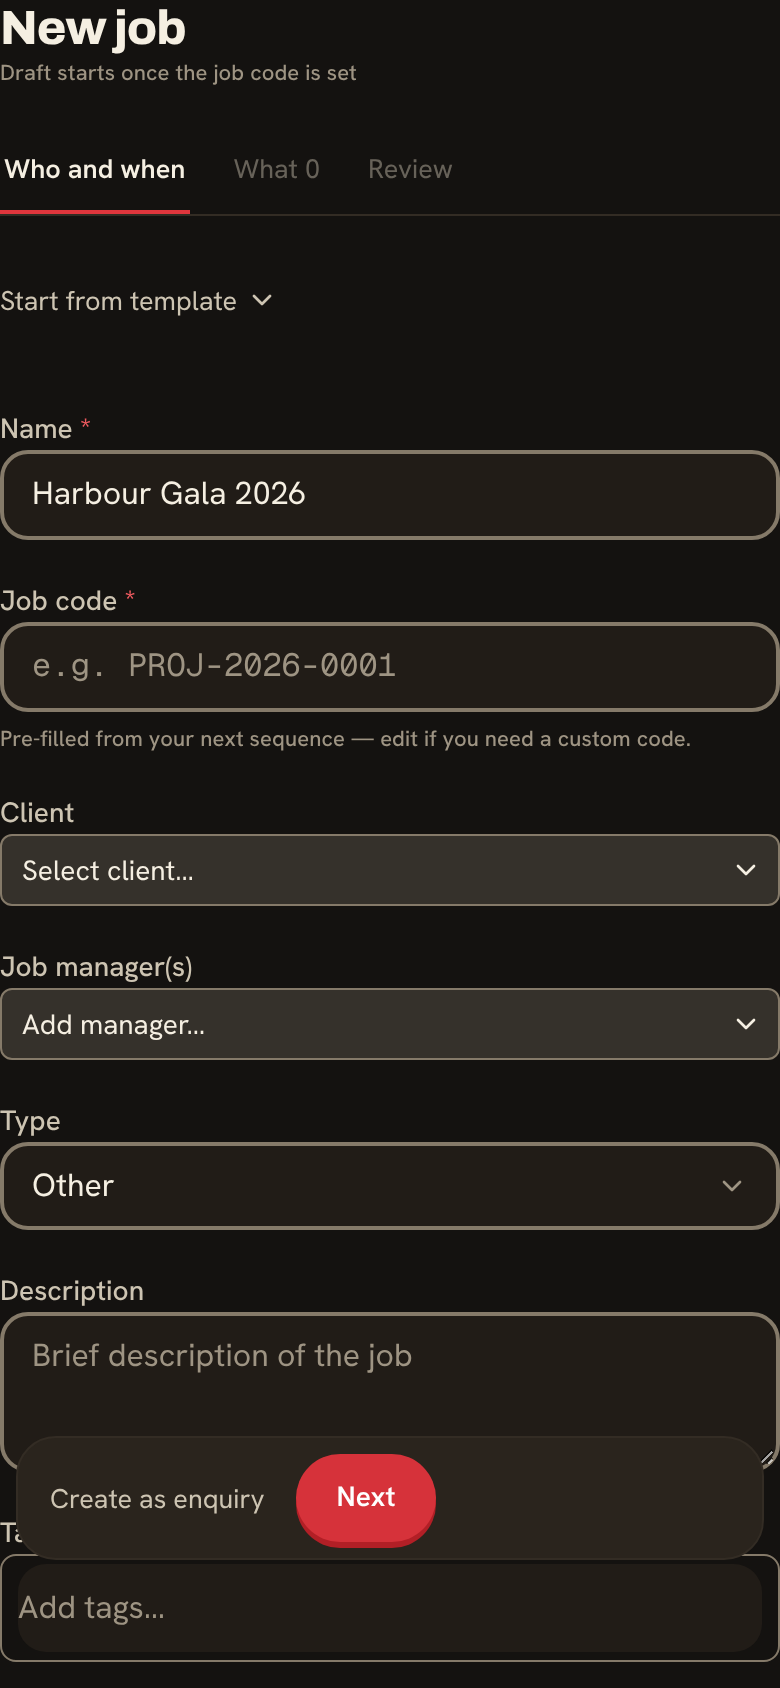 New job
Draft starts once the job code is set
Who and when
What 0
Review
Start from template
Name *
Harbour Gala 2026
Job code *
e.g. PROJ-2026-0001
Pre-filled from your next sequence — edit if you need a custom code.
Client
Select client...
Job manager(s)
Add manager...
Type
Other
Description
Brief description of the job
Create as enquiry
Next
Add tags...